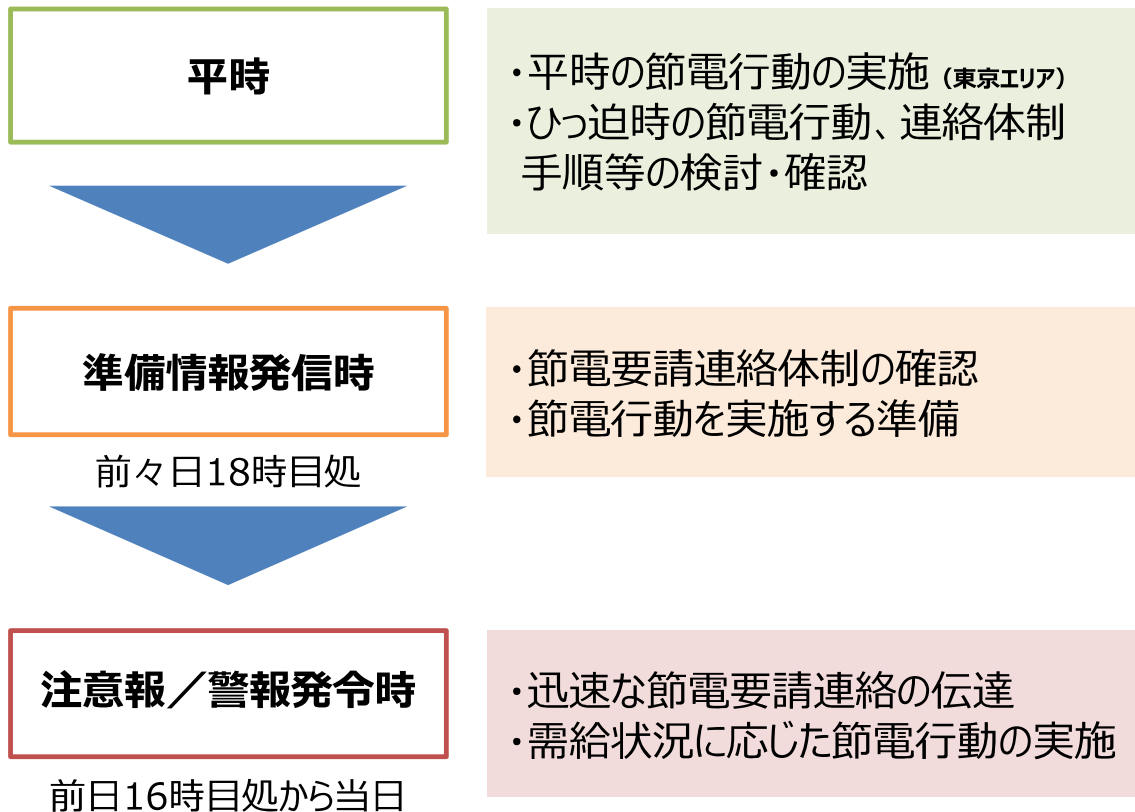 平時
・平時の節電行動の実施（東京エリア）
・ひっ迫時の節電行動、連絡体制
手順等の検討・確認
準備情報発信時
前々日18時目処
・節電要請連絡体制の確認
・節電行動を実施する準備
注意報／警報発令時
前日16時目処から当日
・迅速な節電要請連絡の伝達
・需給状況に応じた節電行動の実施